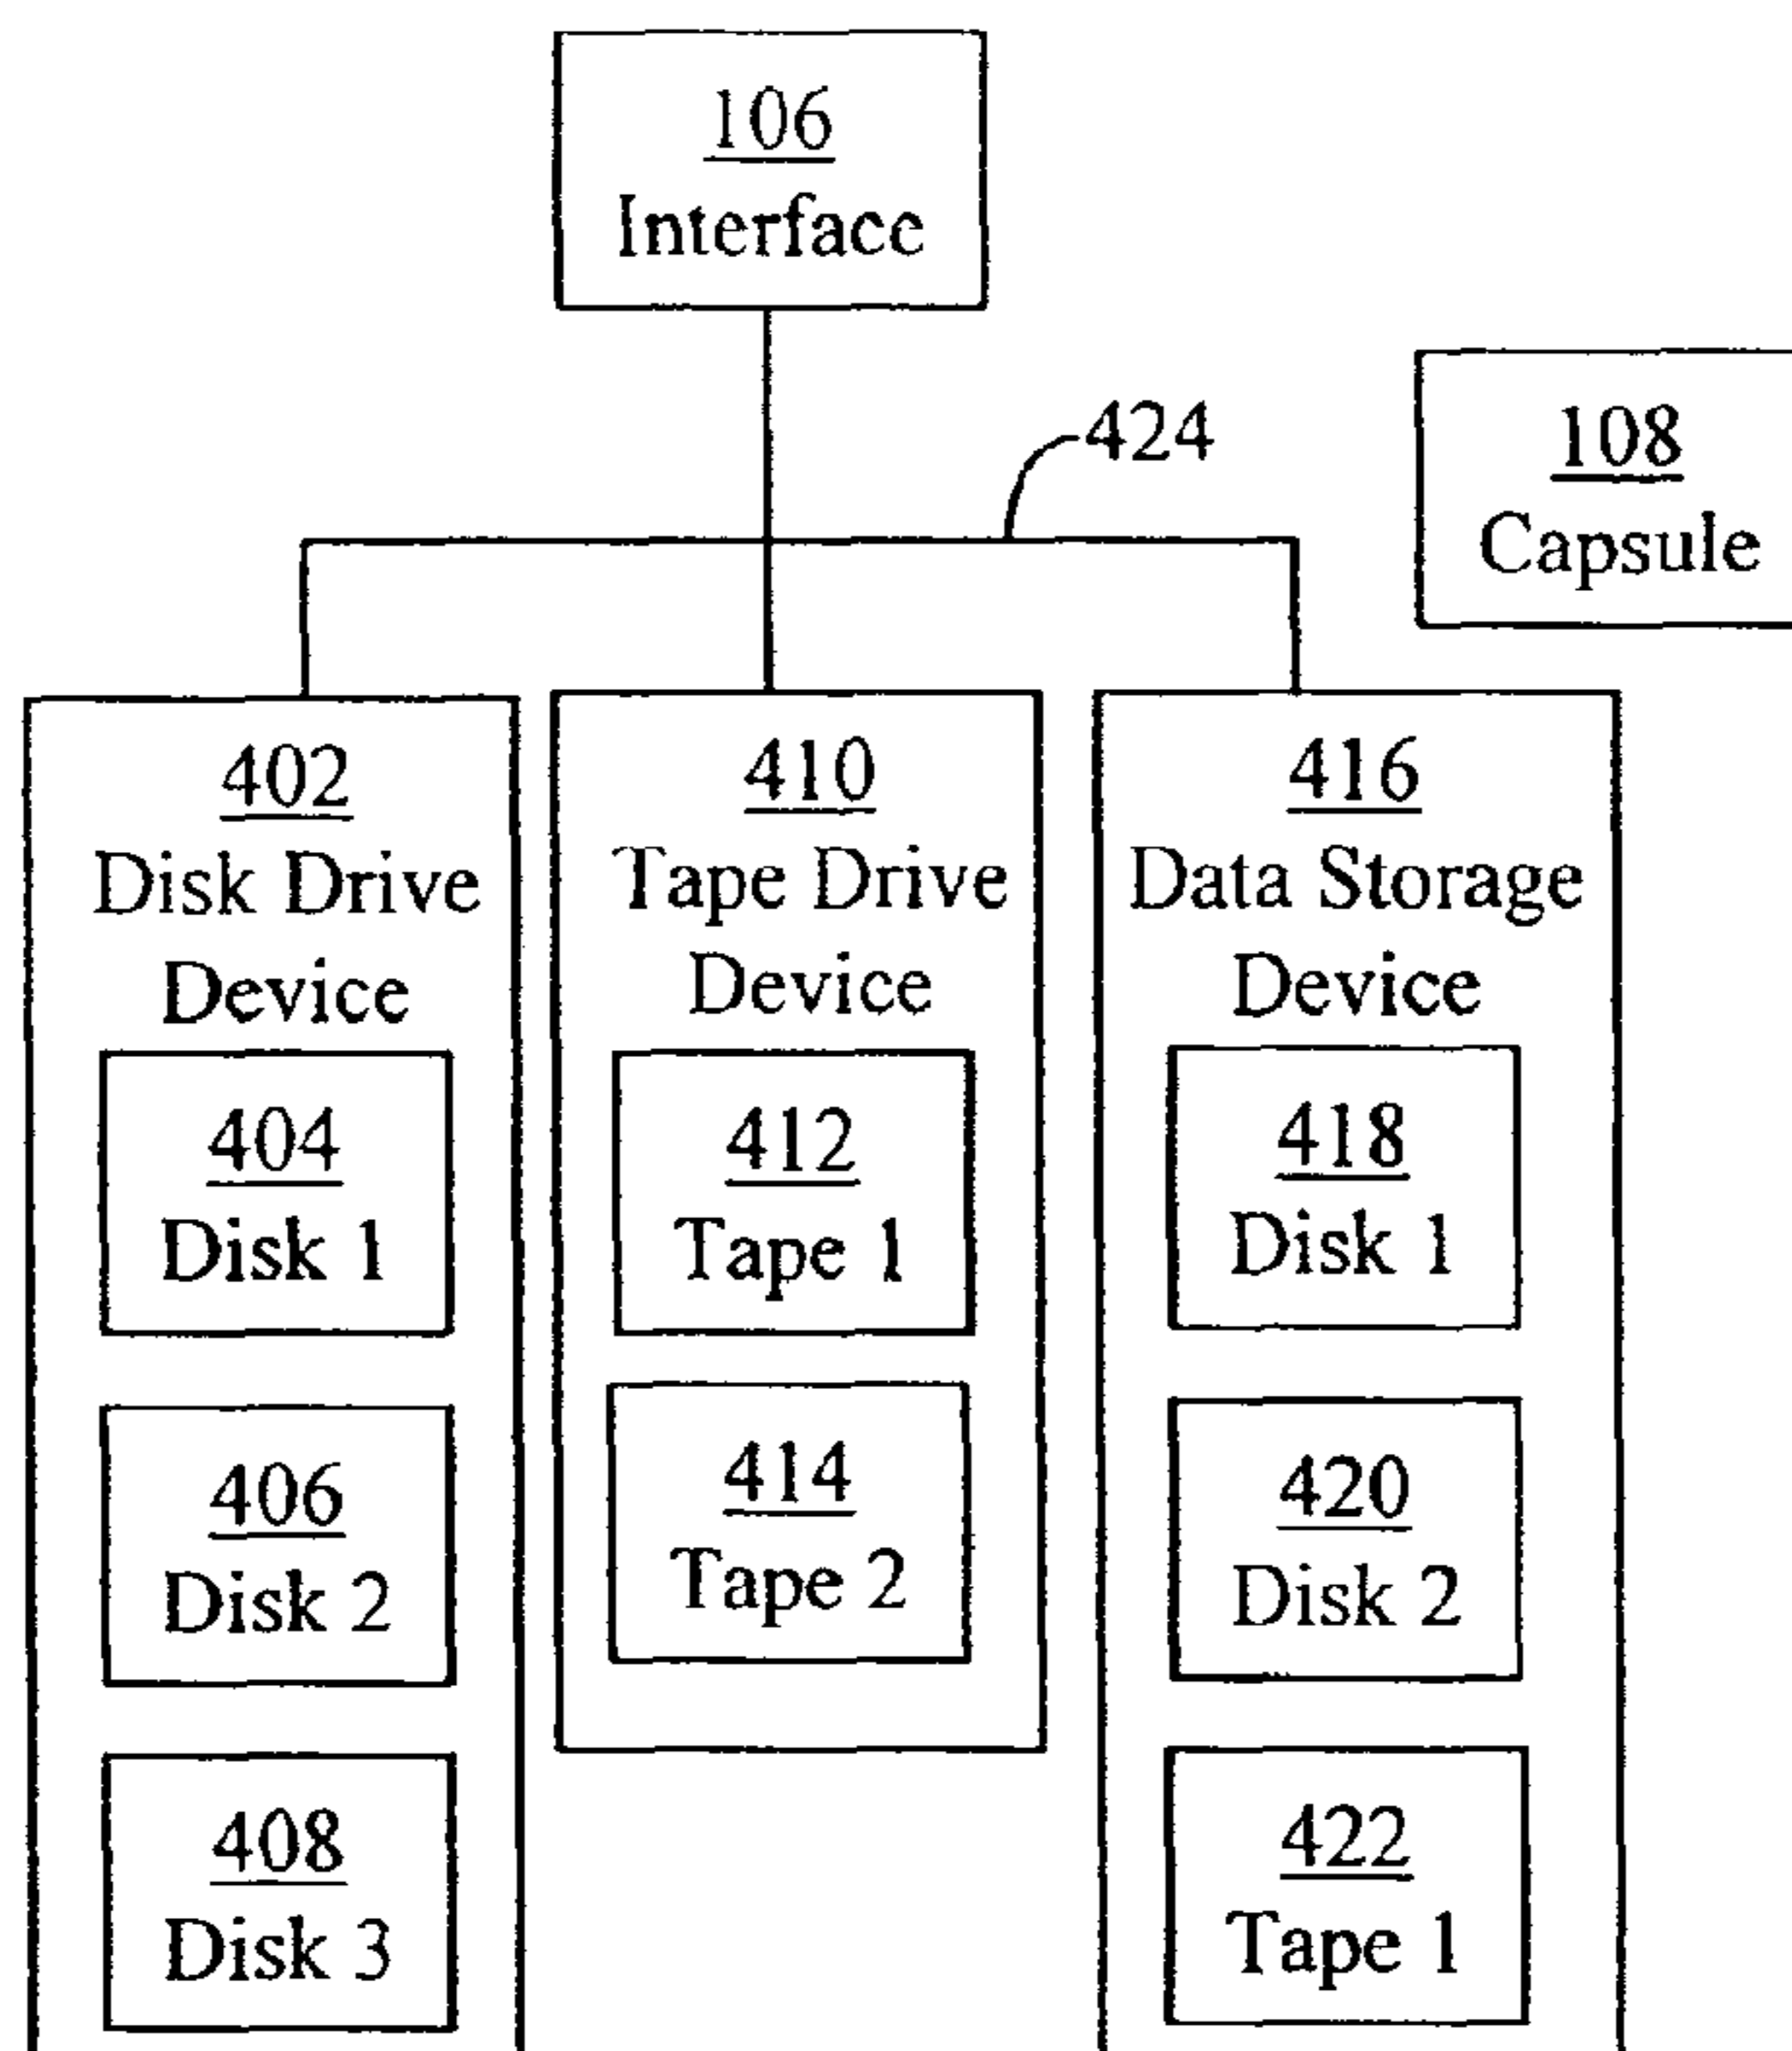 106
Interface
424
108
Capsule
402
Disk Drive
Device
404
Disk 1
406
Disk 2
408
Disk 3
410
Tape Drive
Device
412
Tape 1
414
Tape 2
416
Data Storage
Device
418
Disk 1
420
Disk 2
422
Tape 1